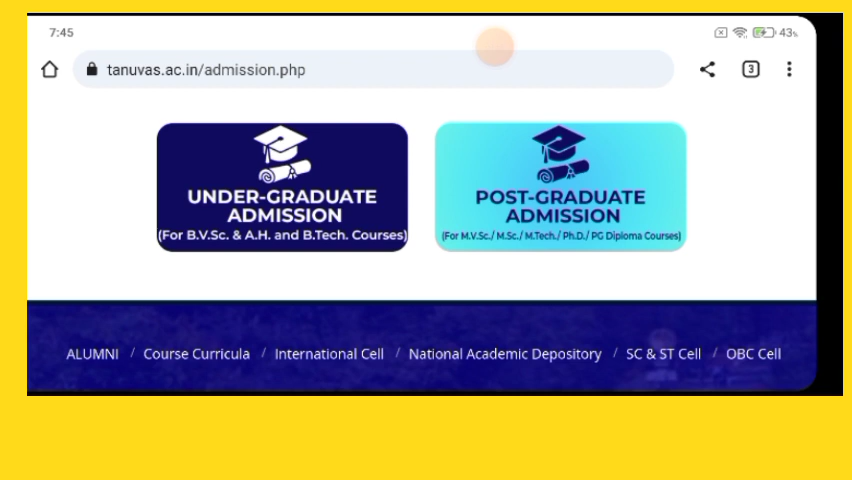 7:45
43%
tanuvas.ac.in/admission.php
3
UNDER-GRADUATE
ADMISSION
(For B.V.Sc. & A.H. and B.Tech. Courses)
POST-GRADUATE
ADMISSION
(For M.V.Sc./ M.Sc./ M.Tech./ Ph.D./ PG Diploma Courses)
ALUMNI / Course Curricula / International Cell / National Academic Depository / SC & ST Cell / OBC Cell